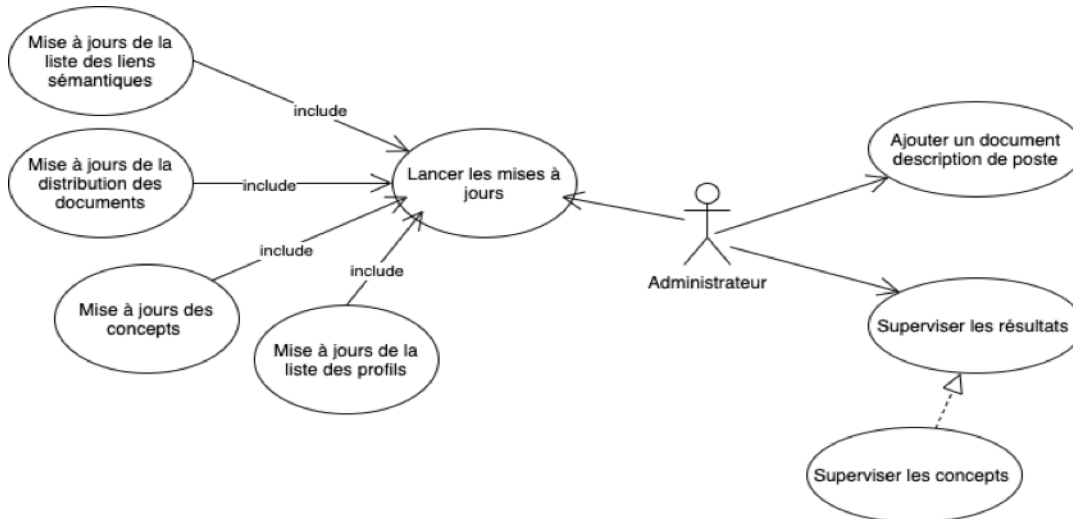 Mise à jours de la
liste des liens
sémantiques
include
Mise à jours de la
distribution des
documents
include
Lancer les mises à
jours
Ajouter un document
description de poste
include
include
Administrateur
Mise à jours des
concepts
Mise à jours de la
liste des profils
Superviser les résultats
Superviser les concepts